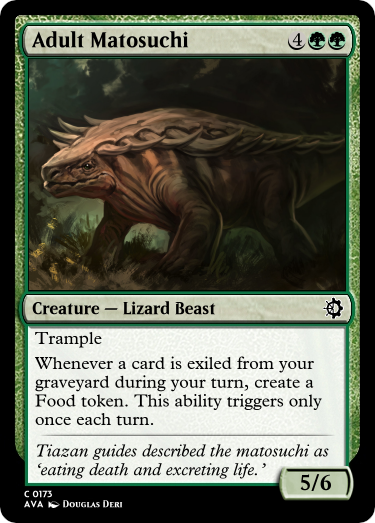 Adult Matosuchi 4
Creature — Lizard Beast
Trample
Whenever a card is exiled from your
graveyard during your turn, create a
Food token. This ability triggers only
once each turn.
Tiazan guides described the matosuchi as
‘eating death and excreting life.’
5/6
C 0173
AVA Douglas Deri